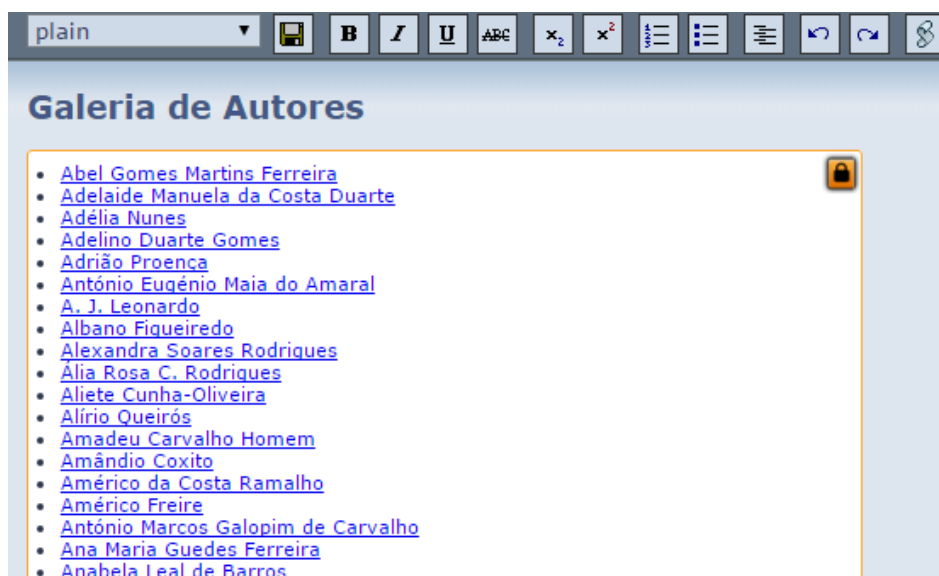 plain
B I U ABC x₂ x²
Galeria de Autores
Abel Gomes Martins Ferreira
Adelaide Manuela da Costa Duarte
Adélia Nunes
Adelino Duarte Gomes
Adrião Proença
António Eugénio Maia do Amaral
A. J. Leonardo
Albano Figueiredo
Alexandra Soares Rodrigues
Ália Rosa C. Rodrigues
Aliete Cunha-Oliveira
Alírio Queirós
Amadeu Carvalho Homem
Amândio Coxito
Américo da Costa Ramalho
Américo Freire
António Marcos Galopim de Carvalho
Ana Maria Guedes Ferreira
Anabela Leal de Barros